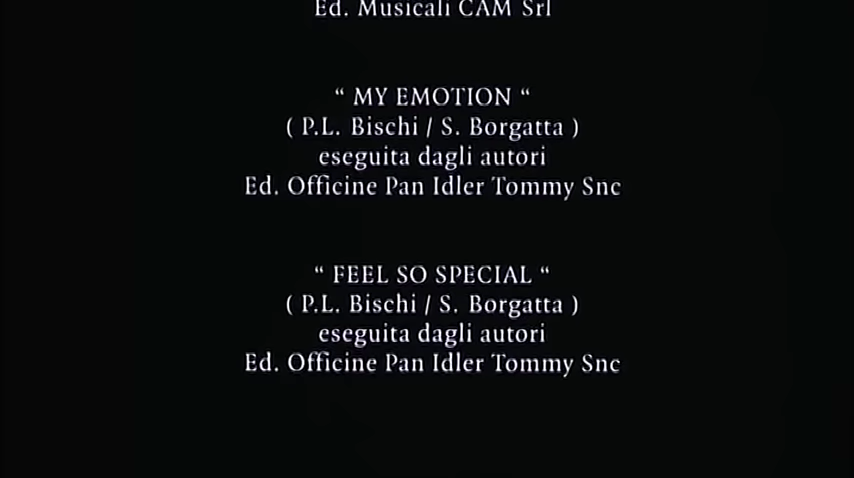 Ed. Musicali CAM Srl
“ MY EMOTION “
( P.L. Bischi / S. Borgatta )
eseguita dagli autori
Ed. Officine Pan Idler Tommy Snc
“ FEEL SO SPECIAL “
( P.L. Bischi / S. Borgatta )
eseguita dagli autori
Ed. Officine Pan Idler Tommy Snc